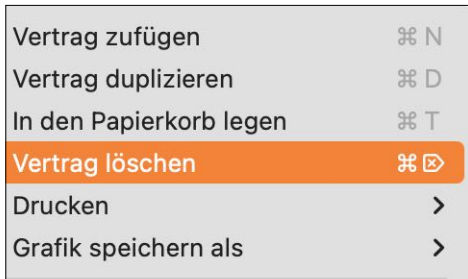 Vertrag zufügen ⌘ N
Vertrag duplizieren ⌘ D
In den Papierkorb legen ⌘ T
Vertrag löschen ⌘ ⌦
Drucken >
Grafik speichern als >